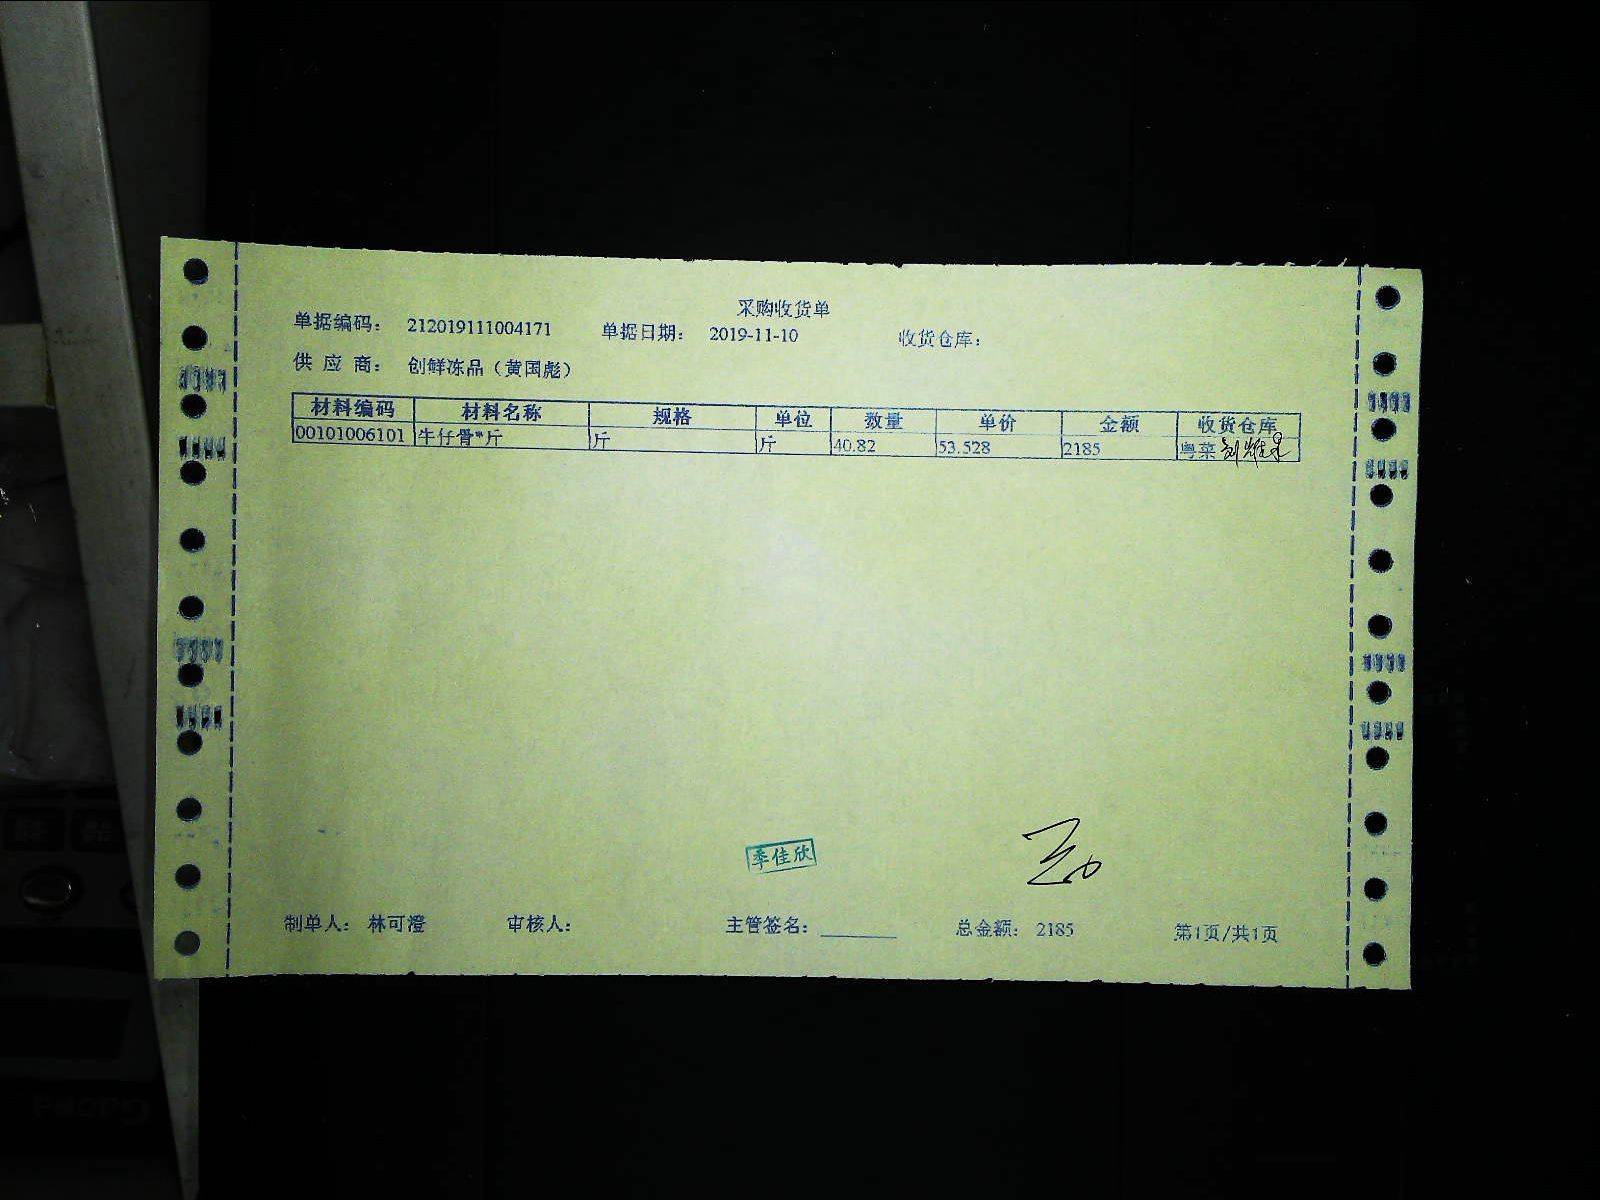 采购收货单
单据编码： 212019111004171 单据日期： 2019-11-10 收货仓库：
供 应 商： 创鲜冻品（黄国彪）
材料编码 材料名称 规格 单位 数量 单价 金额 收货仓库
00101006101 牛仔骨*斤 斤 斤 40.82 53.528 2185 粤菜
季佳欣
制单人： 林可澄 审核人： 主管签名： 总金额： 2185 第1页/共1页